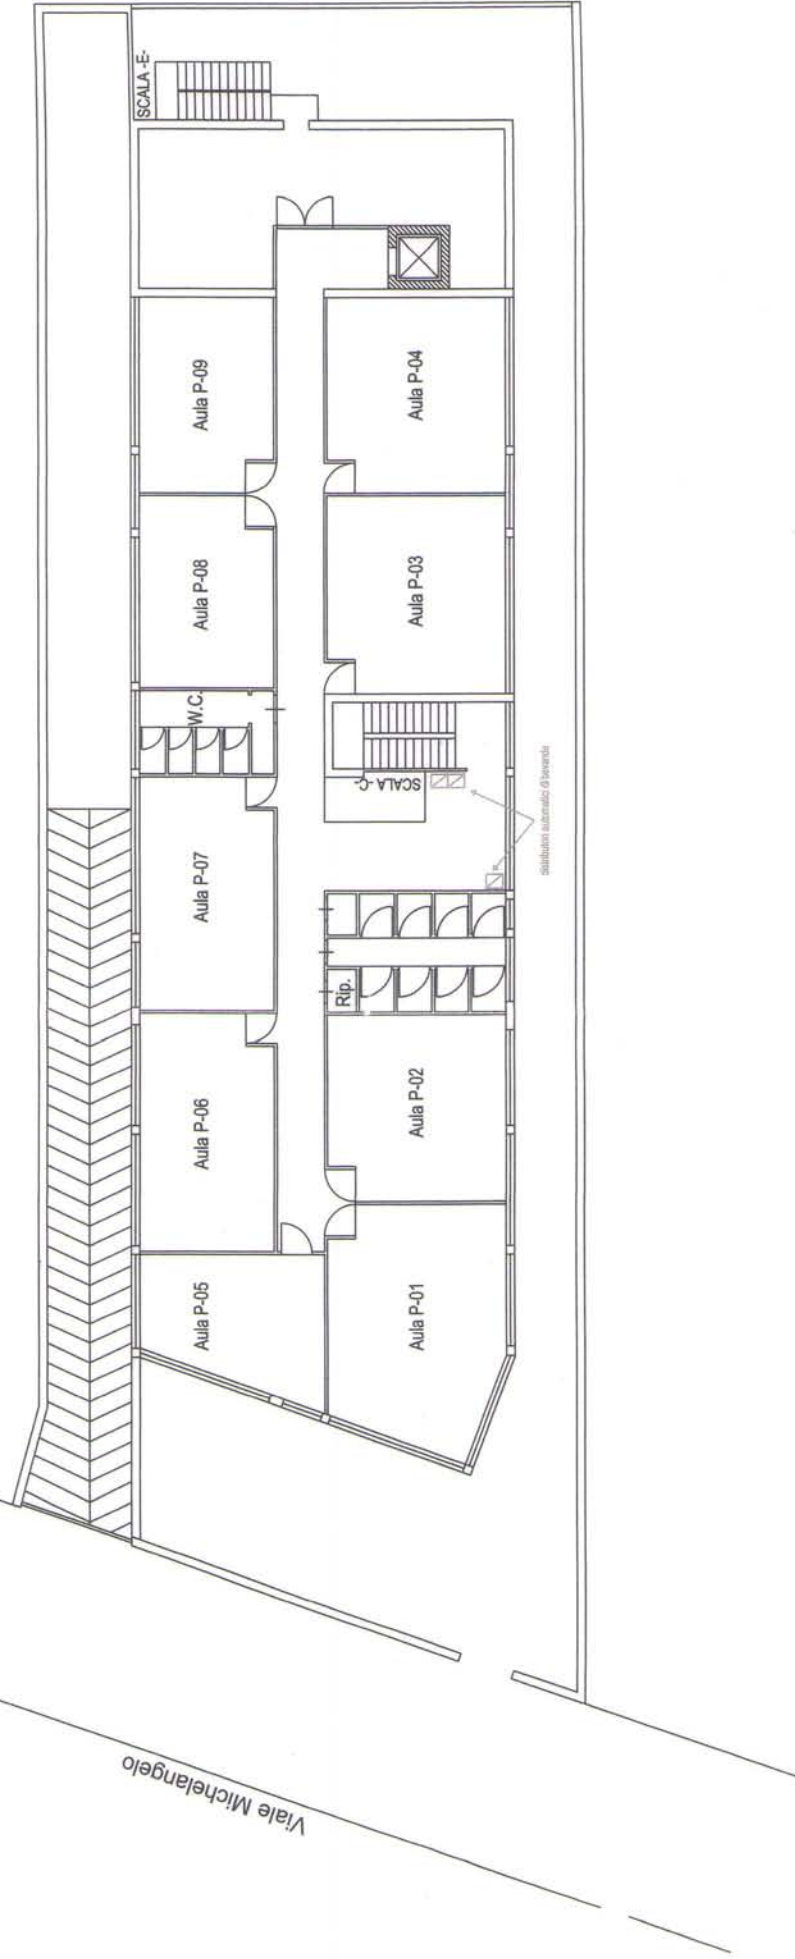 SCALA -E-
Aula P-09
Aula P-04
Aula P-08
Aula P-03
W.C.
SCALA -C-
distributori automatici di bevande
Aula P-07
Rip.
Aula P-06
Aula P-02
Aula P-05
Aula P-01
Viale Michelangelo